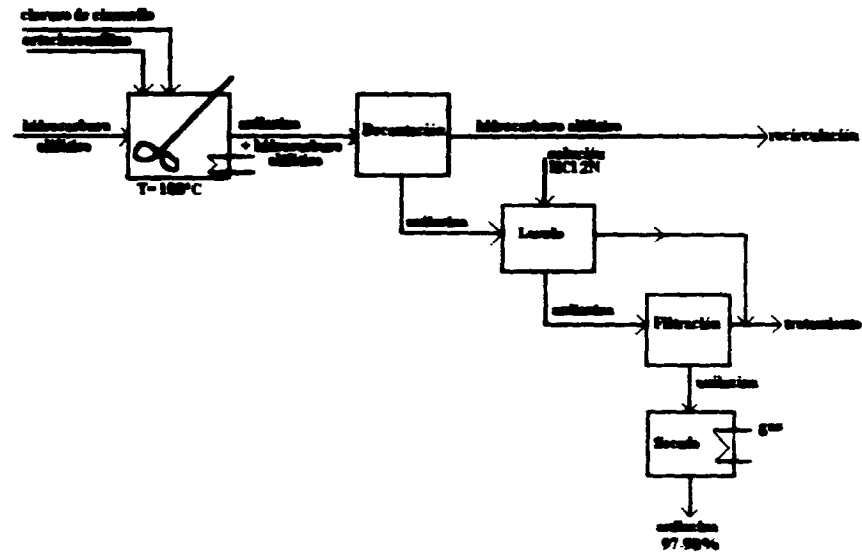 cloruro de cianurilo
ortocloroanilina
hidrocarburo
alifático
T= 100°C
anilacina
+ hidrocarburo
alifático
Decantación
hidrocarburo alifático
recirculación
solución
HCl 2N
anilacina
Lavado
anilacina
Filtración
tratamiento
anilacina
Secado
gas
anilacina
97-98%